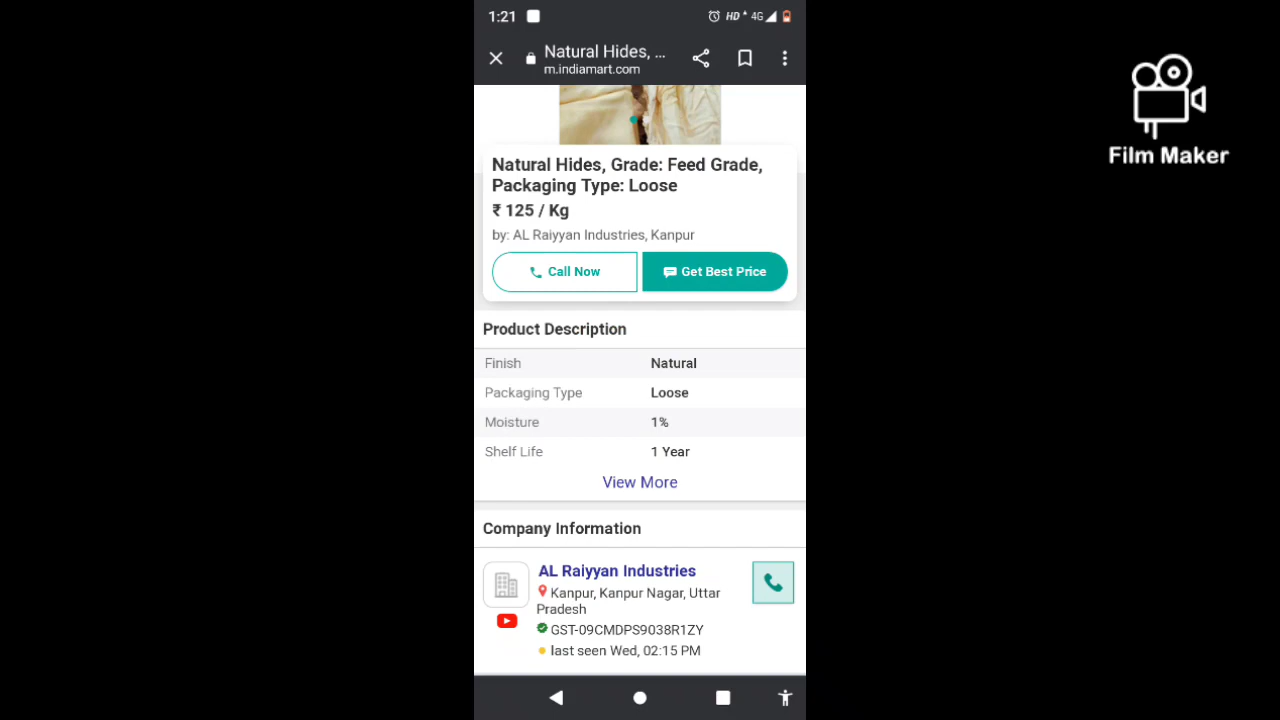 1:21
HD 4G
Natural Hides, ...
m.indiamart.com
Film Maker
Natural Hides, Grade: Feed Grade,
Packaging Type: Loose
₹ 125 / Kg
by: AL Raiyyan Industries, Kanpur
Call Now
Get Best Price
Product Description
Finish Natural
Packaging Type Loose
Moisture 1%
Shelf Life 1 Year
View More
Company Information
AL Raiyyan Industries
Kanpur, Kanpur Nagar, Uttar
Pradesh
GST-09CMDPS9038R1ZY
last seen Wed, 02:15 PM